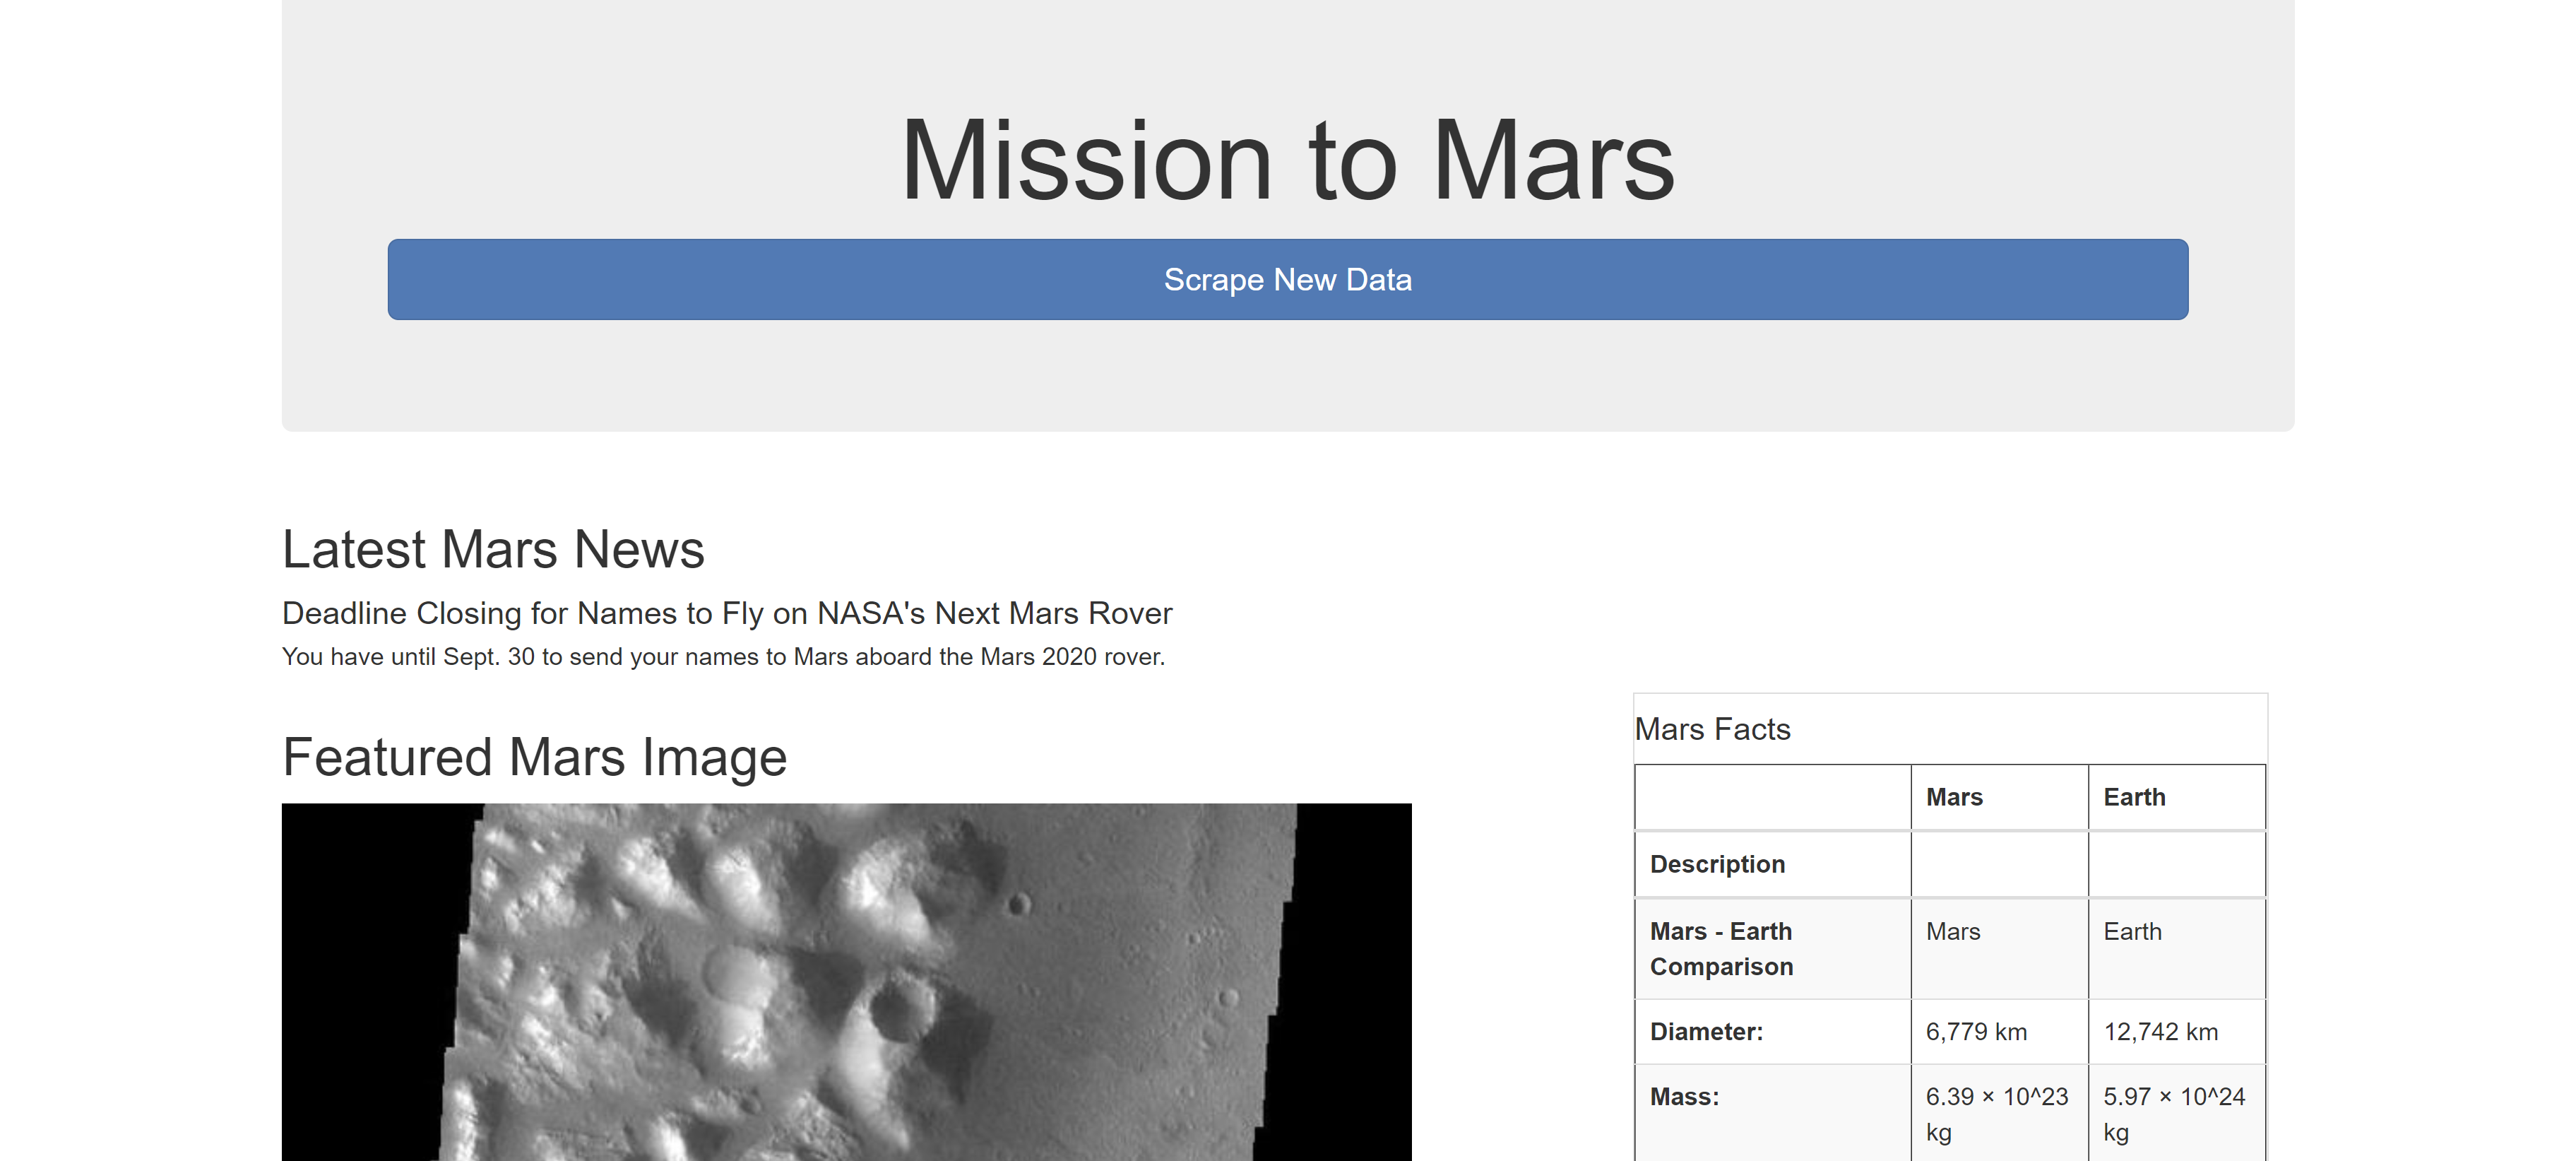 Mission to Mars
Scrape New Data
Latest Mars News
Deadline Closing for Names to Fly on NASA's Next Mars Rover
You have until Sept. 30 to send your names to Mars aboard the Mars 2020 rover.
Featured Mars Image
Mars Facts
Mars Earth
Description
Mars - Earth Mars Earth
Comparison
Diameter: 6,779 km 12,742 km
Mass: 6.39 × 10^23 5.97 × 10^24
kg kg